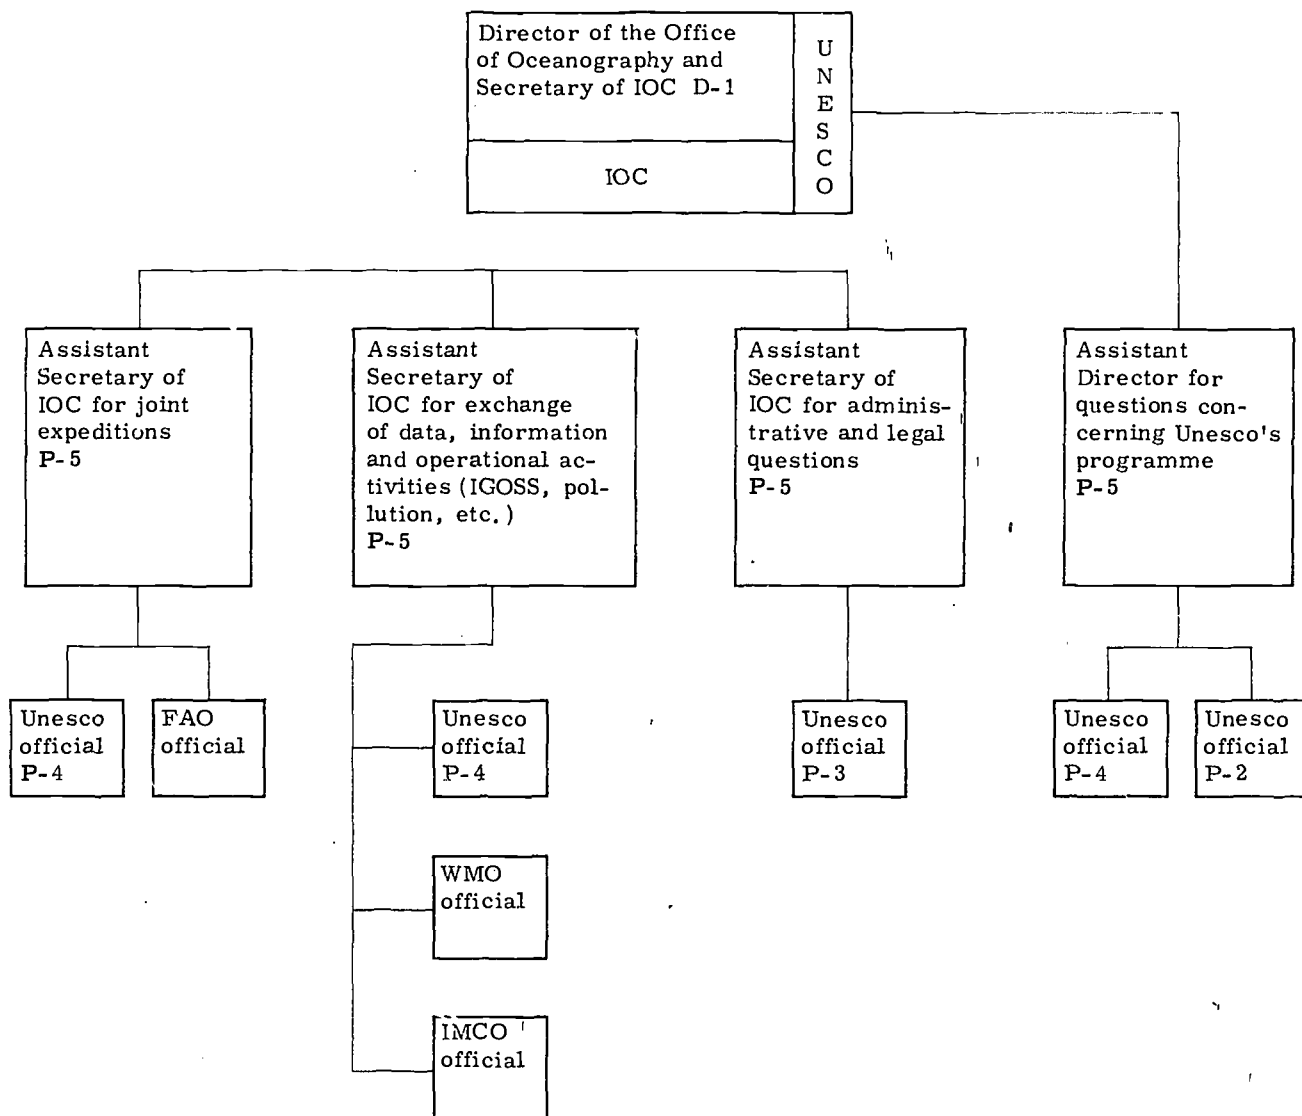 Director of the Office
of Oceanography and
Secretary of IOC D-1
IOC
U
N
E
S
C
O
Assistant
Secretary of
IOC for joint
expeditions
P-5
Assistant
Secretary of
IOC for exchange
of data, information
and operational ac-
tivities (IGOSS, pol-
lution, etc.)
P-5
Assistant
Secretary of
IOC for adminis-
trative and legal
questions
P-5
Assistant
Director for
questions con-
cerning Unesco's
programme
P-5
Unesco
official
P-4
FAO
official
Unesco
official
P-4
WMO
official
IMCO
official
Unesco
official
P-3
Unesco
official
P-4
Unesco
official
P-2